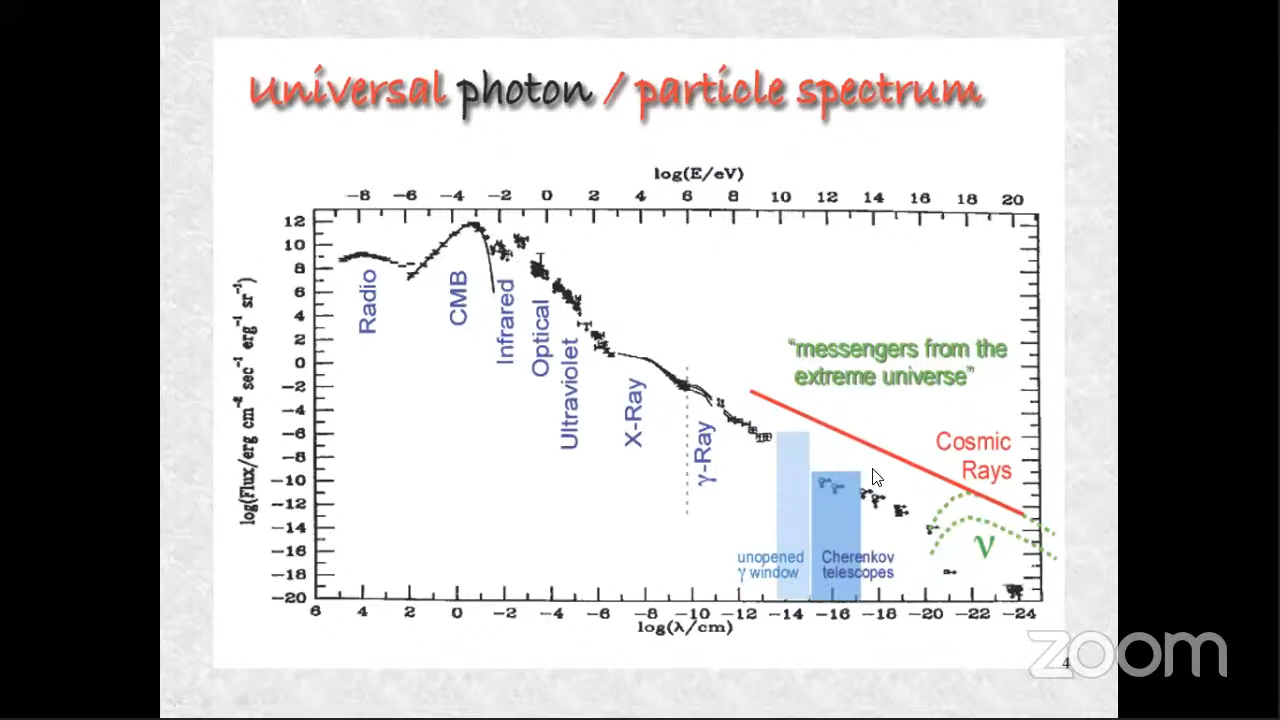 Universal photon / particle spectrum
log(E/eV)
-8 -6 -4 -2 0 2 4 6 8 10 12 14 16 18 20
12
10
8
6
4
2
0
-2
-4
-6
-8
-10
-12
-14
-16
-18
-20
log(Flux/erg cm⁻² sec⁻¹ erg⁻¹ sr⁻¹)
Radio
CMB
Infrared
Optical
Ultraviolet
X-Ray
γ-Ray
"messengers from the
extreme universe"
Cosmic
Rays
ν
unopened
γ window
Cherenkov
telescopes
6 4 2 0 -2 -4 -6 -8 -10 -12 -14 -16 -18 -20 -22 -24
log(λ/cm)
zoom
4